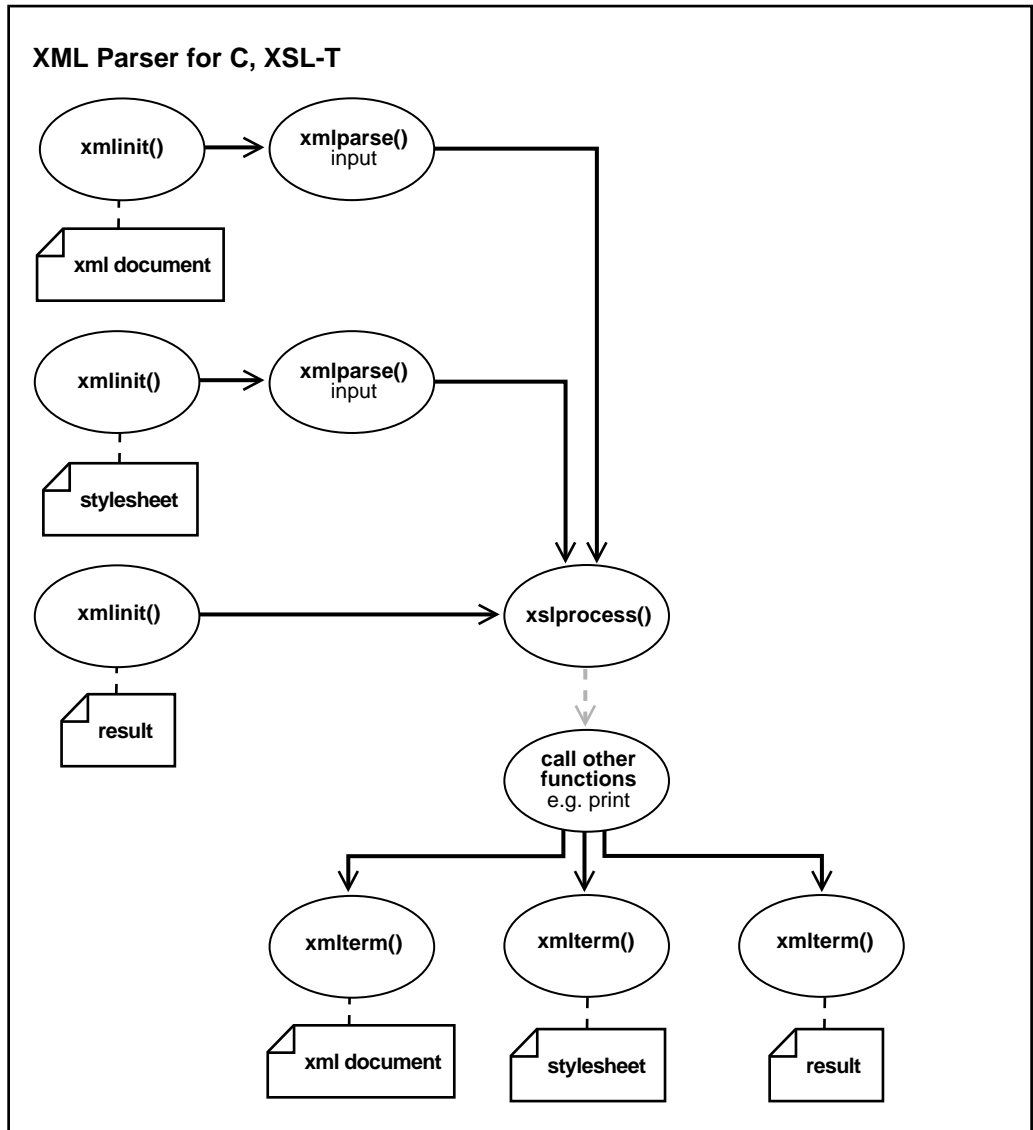 XML Parser for C, XSL-T
xmlinit()
xmlparse()
input
xml document
xmlinit()
xmlparse()
input
stylesheet
xmlinit()
xslprocess()
result
call other
functions
e.g. print
xmlterm()
xmlterm()
xmlterm()
xml document
stylesheet
result